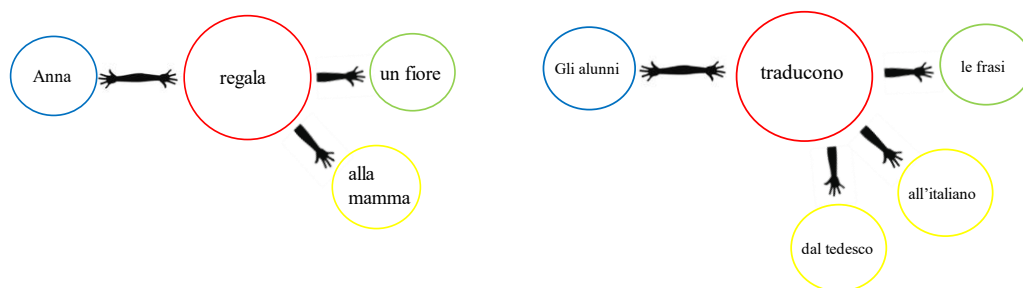 Anna
regala
un fiore
alla
mamma
Gli alunni
traducono
le frasi
all'italiano
dal tedesco